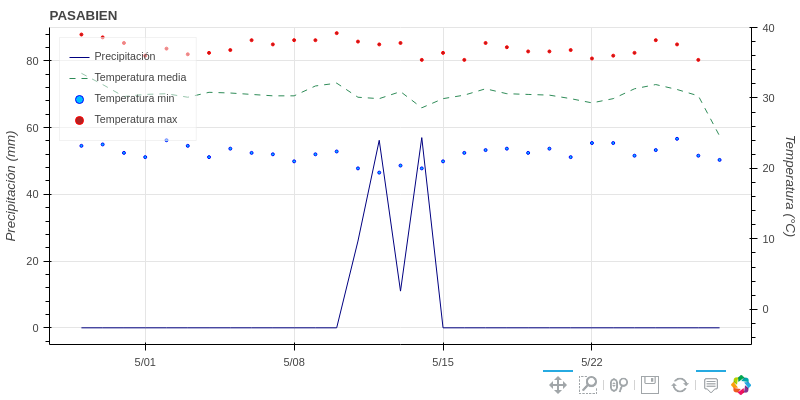 PASABIEN
Precipitación
Temperatura media
Temperatura min
Temperatura max
Precipitación (mm)
80
60
40
20
0
Temperatura (°C)
40
30
20
10
0
5/01
5/08
5/15
5/22